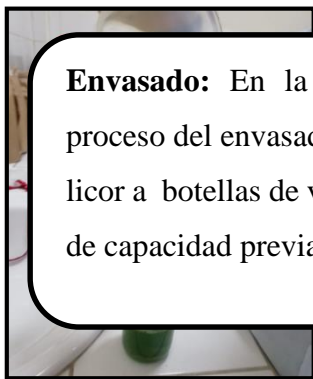 Envasado: En la
proceso del envasad
licor a botellas de v
de capacidad previa